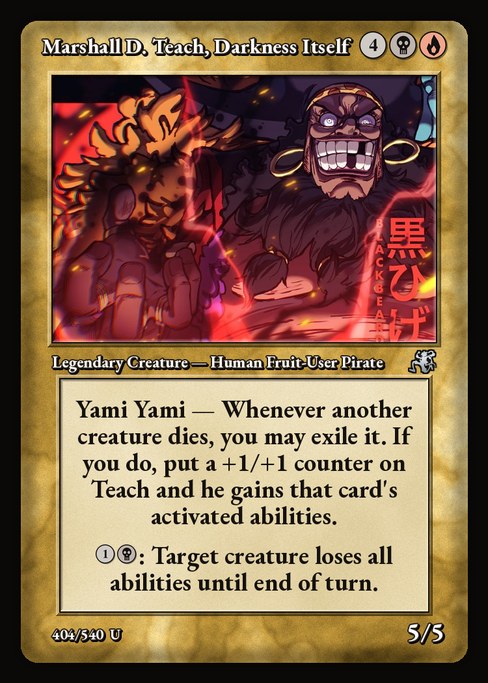 Marshall D. Teach, Darkness Itself 4
黒ひげ
BLACKBEARD
Legendary Creature — Human Fruit-User Pirate
Yami Yami — Whenever another
creature dies, you may exile it. If
you do, put a +1/+1 counter on
Teach and he gains that card's
activated abilities.
1: Target creature loses all
abilities until end of turn.
404/540 U
5/5